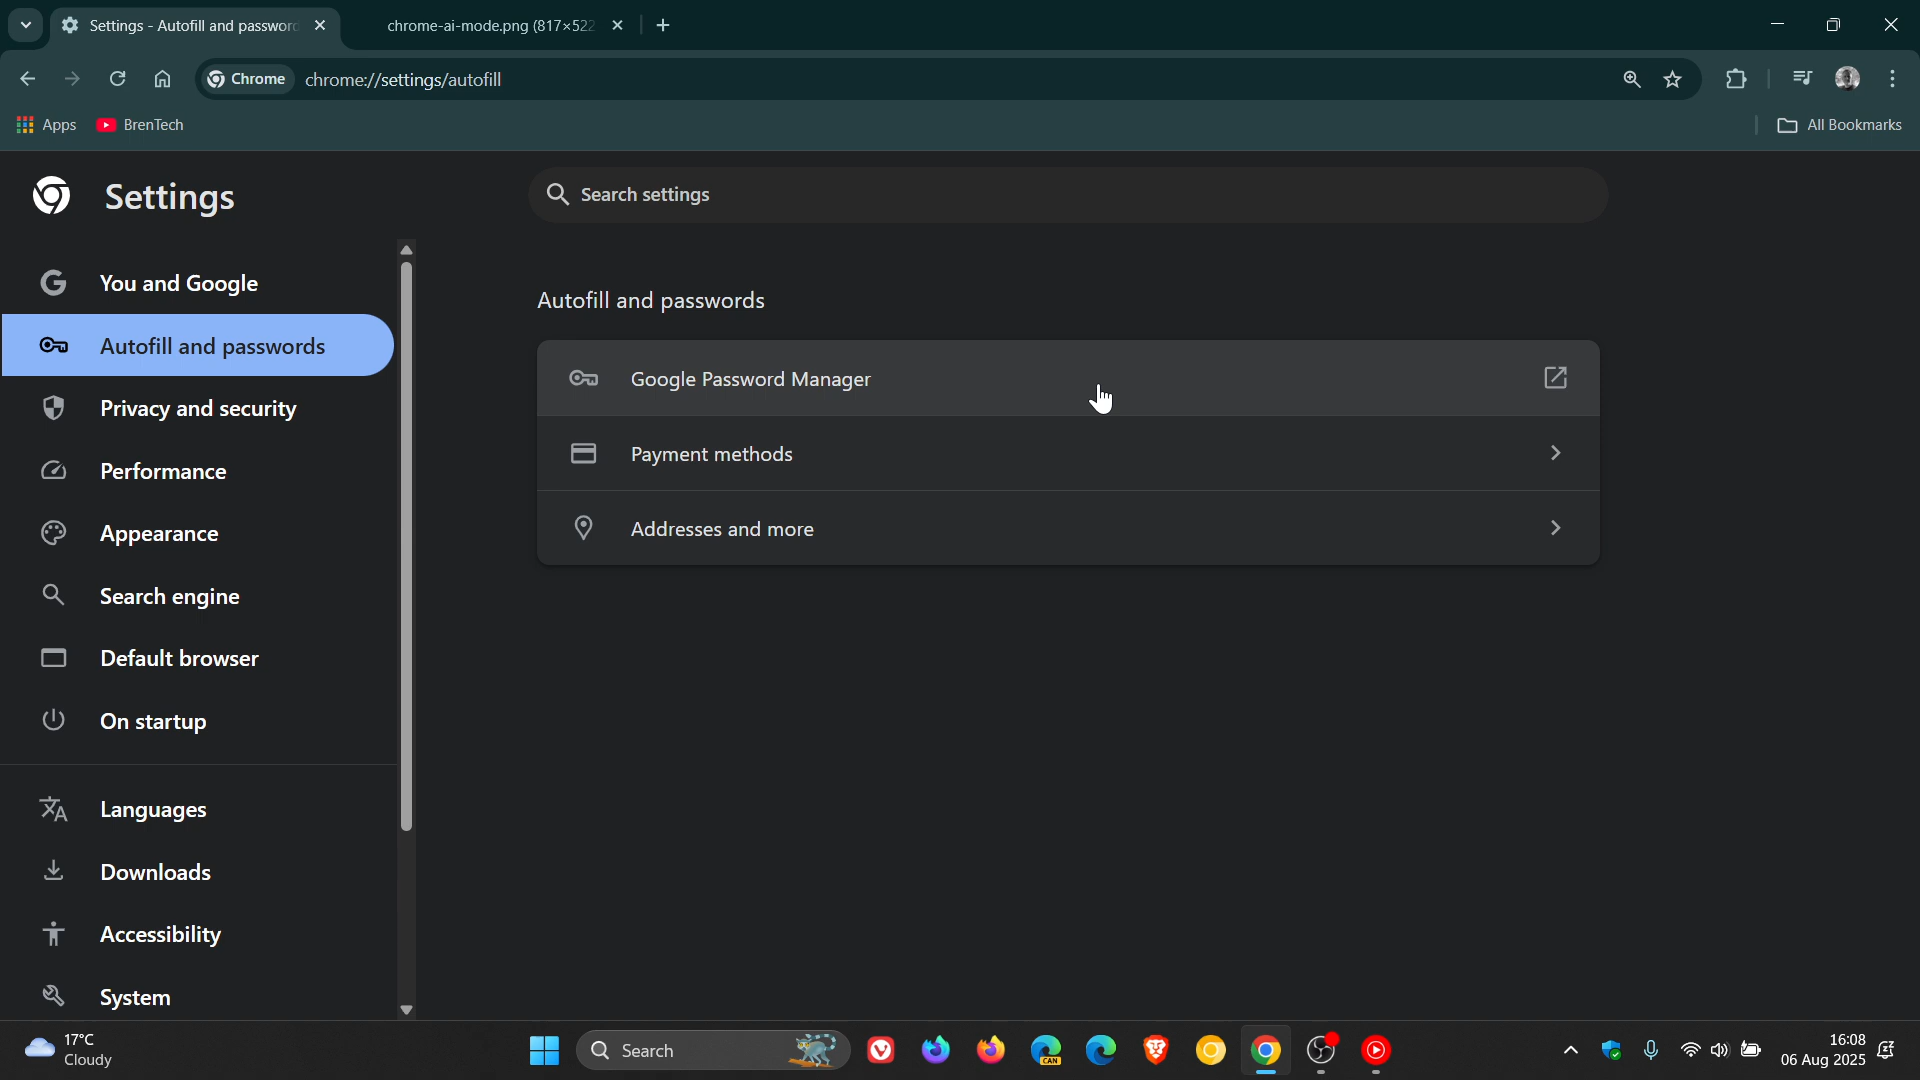 Settings - Autofill and password
chrome-ai-mode.png (817×522
Chrome
chrome://settings/autofill
Apps
BrenTech
All Bookmarks
Settings
Search settings
You and Google
Autofill and passwords
Privacy and security
Performance
Appearance
Search engine
Default browser
On startup
Languages
Downloads
Accessibility
System
Autofill and passwords
Google Password Manager
Payment methods
Addresses and more
17°C
Cloudy
Search
CAN
16:08
06 Aug 2025